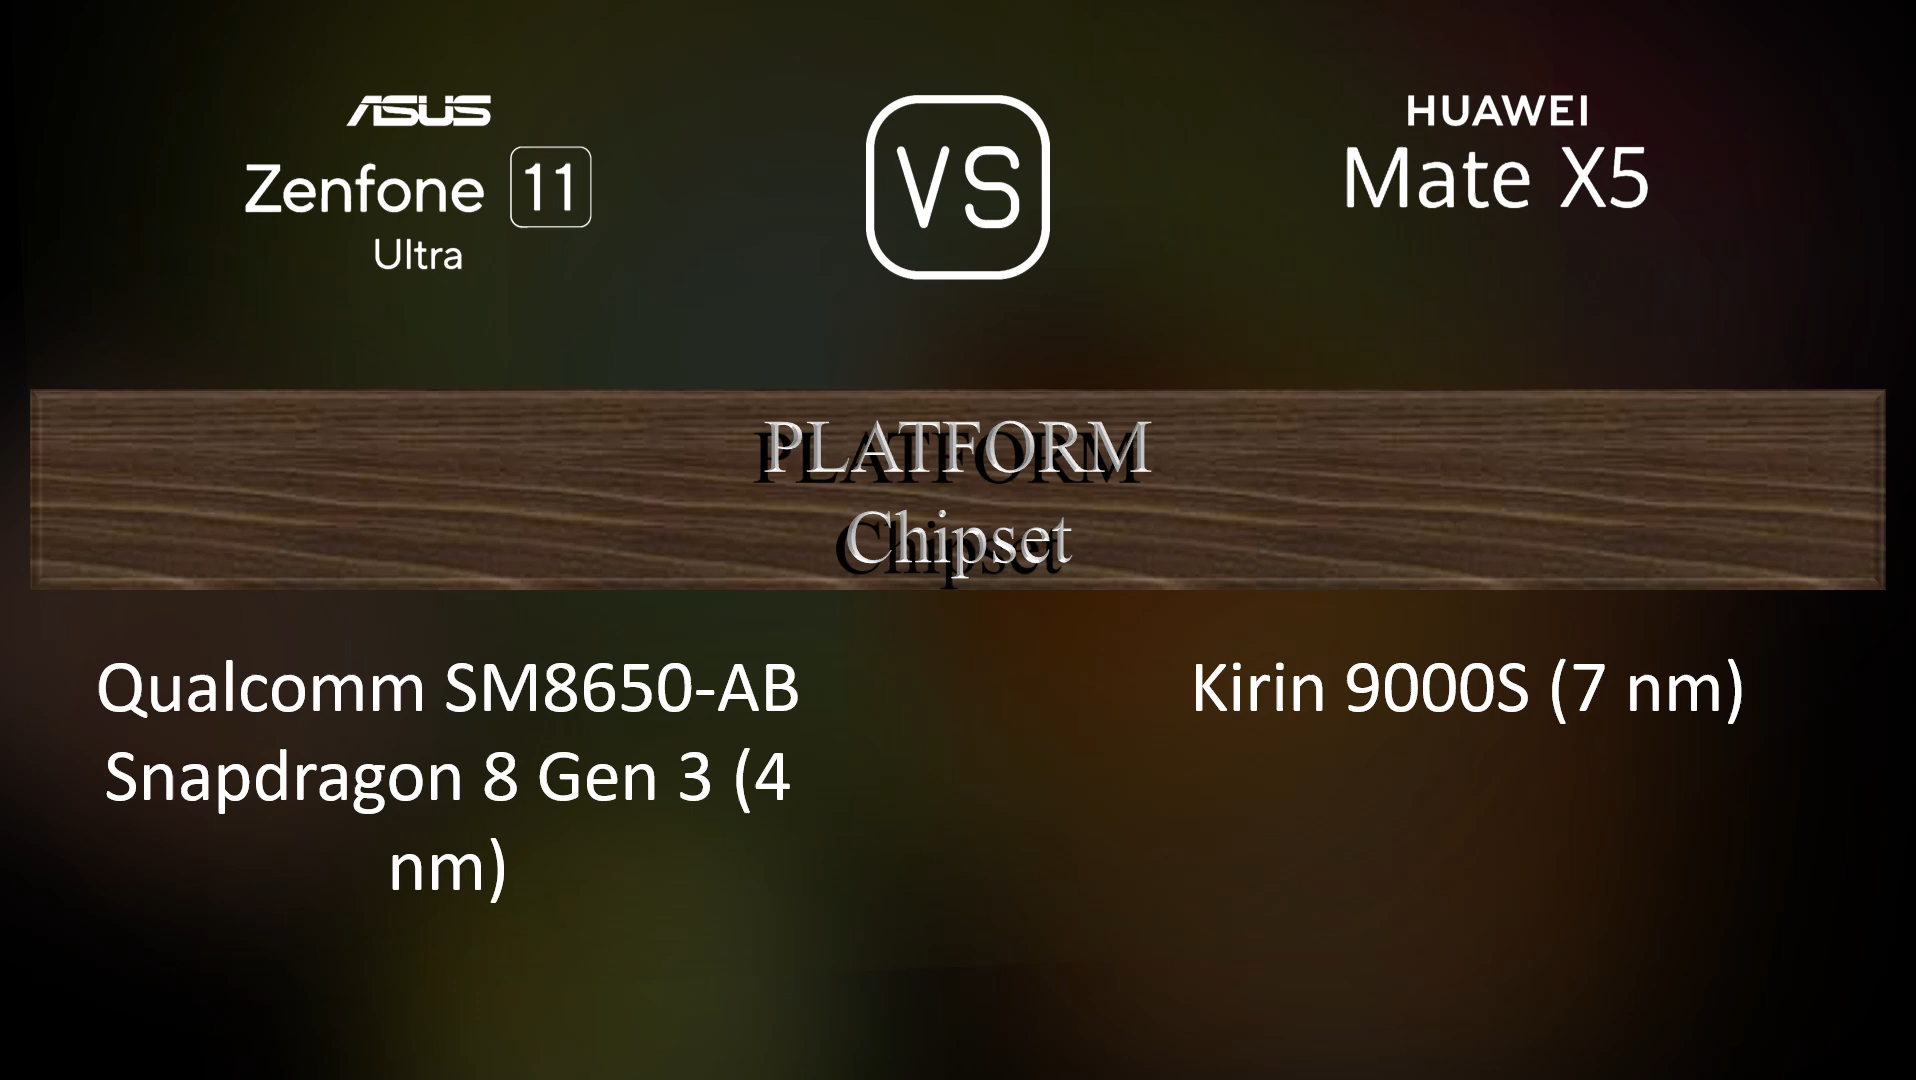 ASUS
Zenfone 11
Ultra
VS
HUAWEI
Mate X5
PLATFORM
Chipset
Qualcomm SM8650-AB
Snapdragon 8 Gen 3 (4
nm)
Kirin 9000S (7 nm)